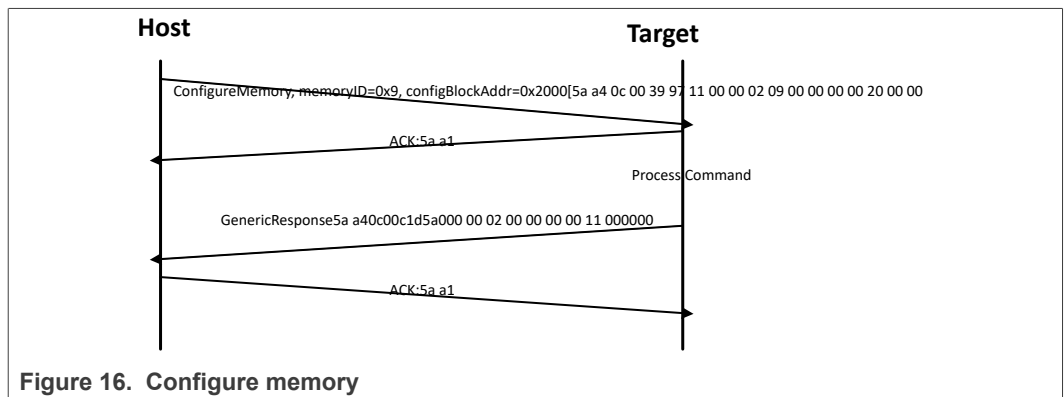 Host
Target
ConfigureMemory, memoryID=0x9, configBlockAddr=0x2000[5a a4 0c 00 39 97 11 00 00 02 09 00 00 00 00 20 00 00
ACK:5a a1
Process Command
GenericResponse5a a40c00c1d5a000 00 02 00 00 00 00 11 000000
ACK:5a a1
Figure 16. Configure memory